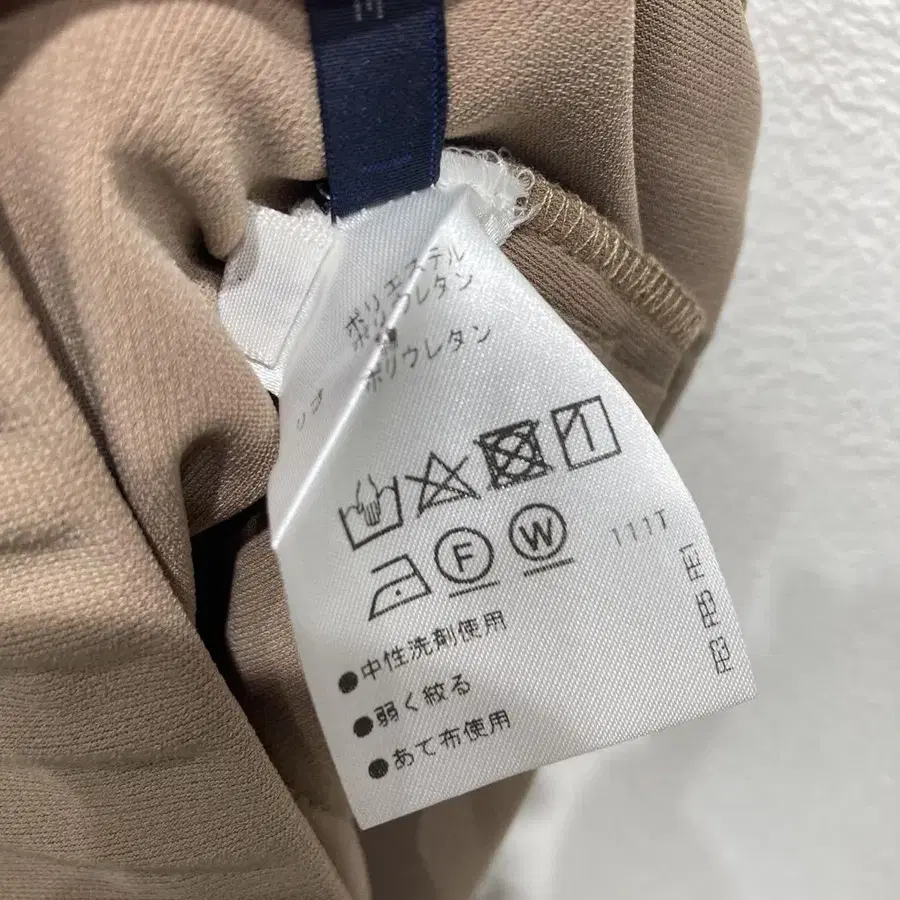 ポリエステル
ポリウレタン
ポリウレタン
F W 111T
●中性洗剤使用
●弱く絞る
●あて布使用